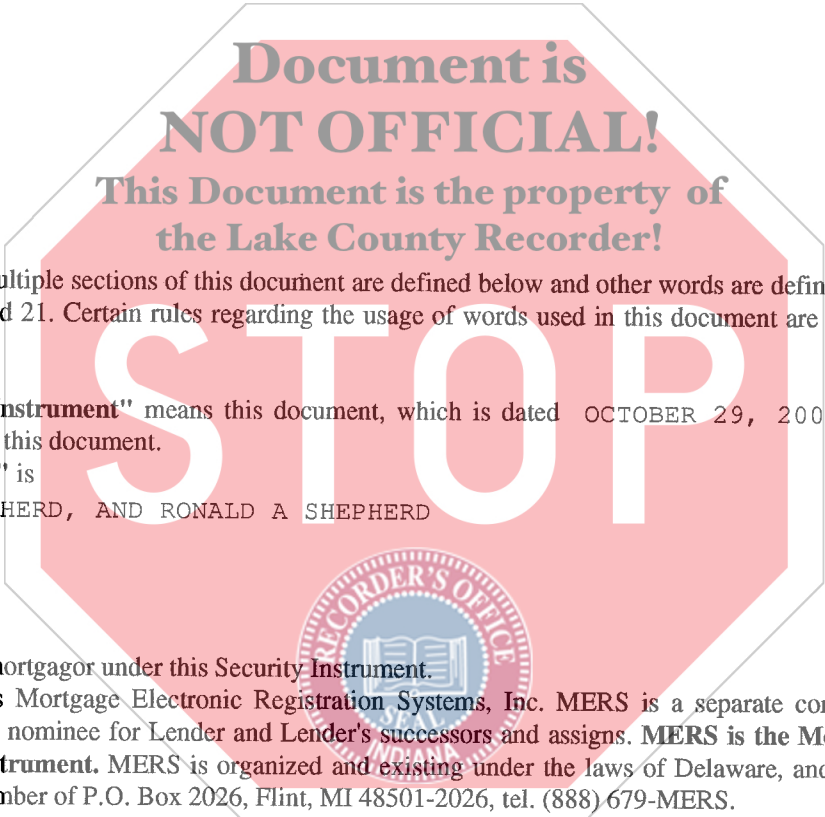 Document is
NOT OFFICIAL!
This Document is the property of
the Lake County Recorder!
ultiple sections of this document are defined below and other words are defin
d 21. Certain rules regarding the usage of words used in this document are
STOP
nstrument" means this document, which is dated OCTOBER 29, 200
this document.
" is
HERD, AND RONALD A SHEPHERD
RECORDER'S OFFICE
SEAL
INDIANA
ortgagor under this Security Instrument.
s Mortgage Electronic Registration Systems, Inc. MERS is a separate cor
nominee for Lender and Lender's successors and assigns. MERS is the Mo
trument. MERS is organized and existing under the laws of Delaware, and
mber of P.O. Box 2026, Flint, MI 48501-2026, tel. (888) 679-MERS.